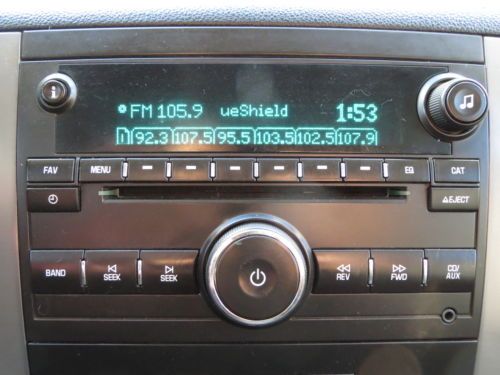 FM 105.9 ueShield 1:53
1 92.3 107.5 95.5 103.5 102.5 107.9
FAV MENU EQ CAT
EJECT
BAND SEEK SEEK REV FWD CD/AUX